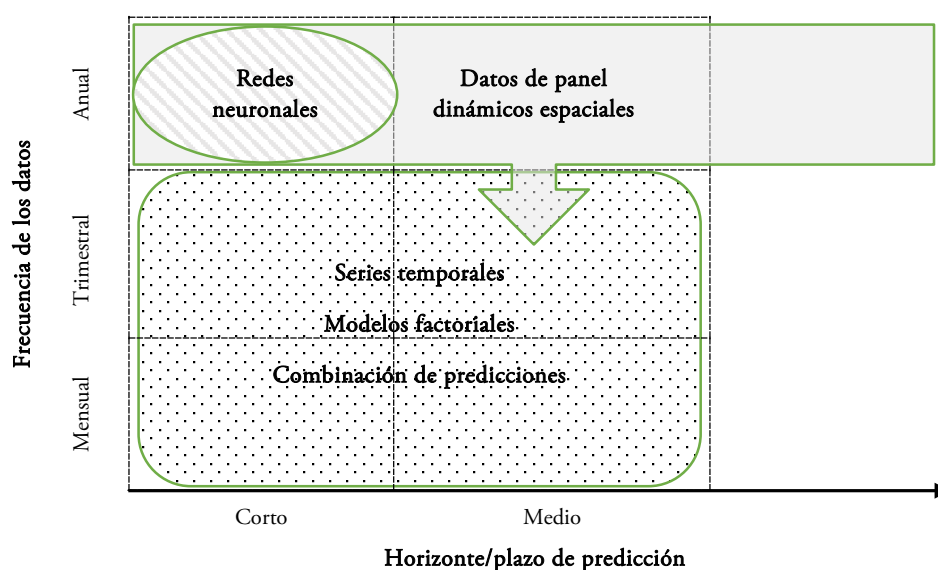 Frecuencia de los datos
Anual
Trimestral
Mensual
Redes
neuronales
Datos de panel
dinámicos espaciales
Series temporales
Modelos factoriales
Combinación de predicciones
Corto
Medio
Horizonte/plazo de predicción